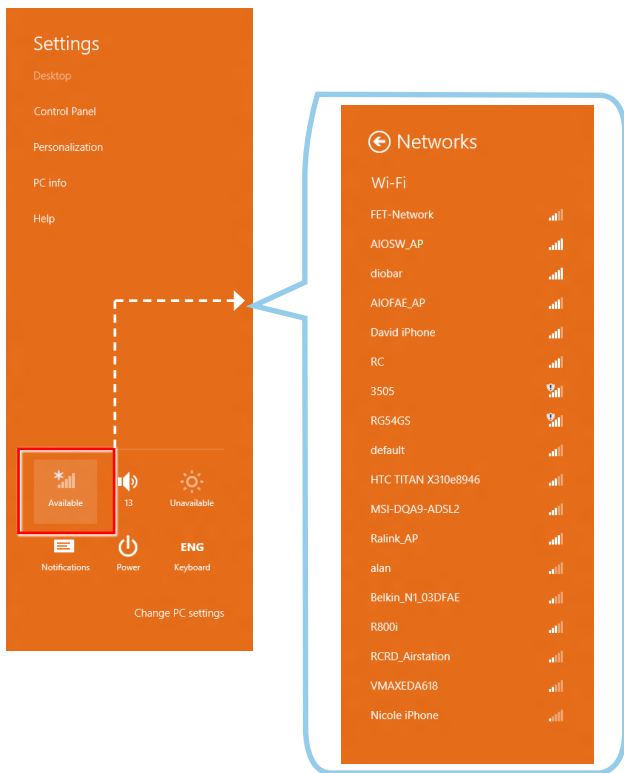 Settings
Desktop
Control Panel
Personalization
PC info
Help
Available
13
Unavailable
Notifications
Power
ENG
Keyboard
Change PC settings
Networks
Wi-Fi
FET-Network
AIOSW_AP
diobar
AIOFAE_AP
David iPhone
RC
3505
RG54GS
default
HTC TITAN X310e8946
MSI-DQA9-ADSL2
Ralink_AP
alan
Belkin_N1_03DFAE
R800i
RCRD_Airstation
VMAXEDA618
Nicole iPhone